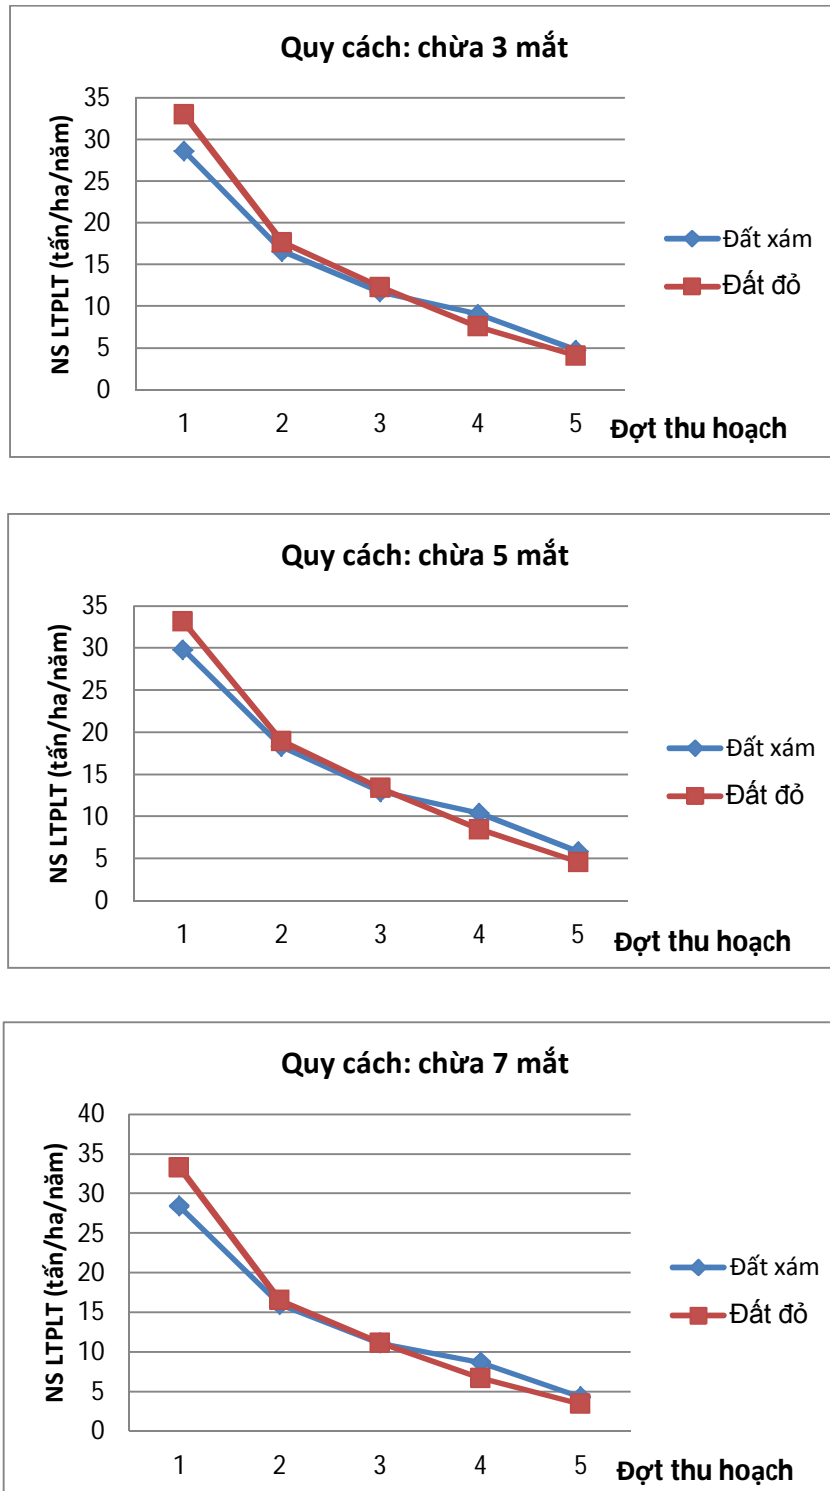 Quy cách: chừa 3 mắt
NS LTPLT (tấn/ha/năm)
35
30
25
20
15
10
5
0
1 2 3 4 5
Đợt thu hoạch
Đất xám
Đất đỏ
Quy cách: chừa 5 mắt
NS LTPLT (tấn/ha/năm)
35
30
25
20
15
10
5
0
1 2 3 4 5
Đợt thu hoạch
Đất xám
Đất đỏ
Quy cách: chừa 7 mắt
NS LTPLT (tấn/ha/năm)
40
35
30
25
20
15
10
5
0
1 2 3 4 5
Đợt thu hoạch
Đất xám
Đất đỏ